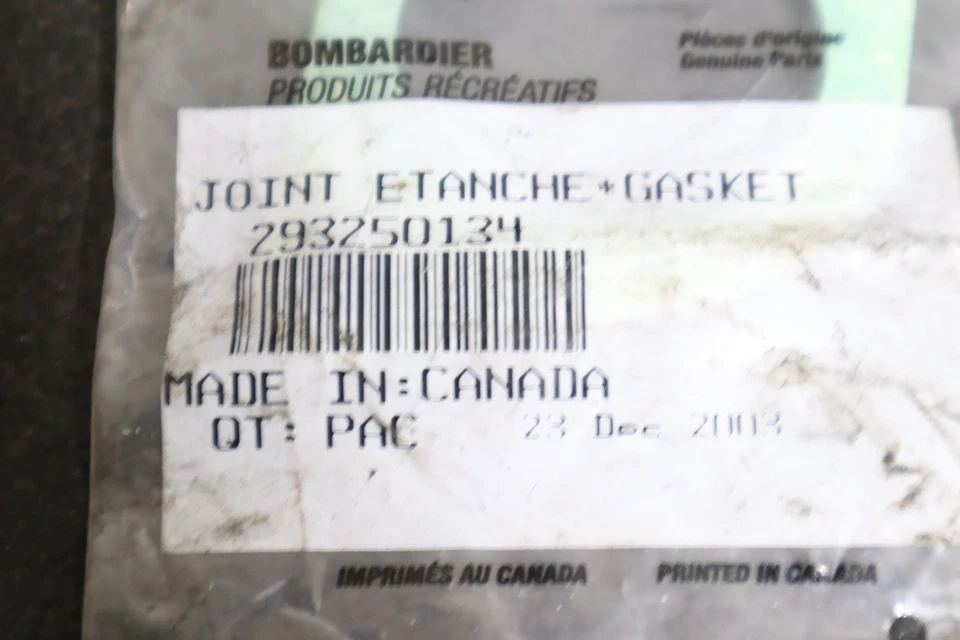 BOMBARDIER
PRODUITS RÉCRÉATIFS
Pièces d'origine
Genuine Parts
JOINT ETANCHE*GASKET
293250134
MADE IN:CANADA
QT: PAC
23 Dec 2003
IMPRIMÉS AU CANADA
PRINTED IN CANADA